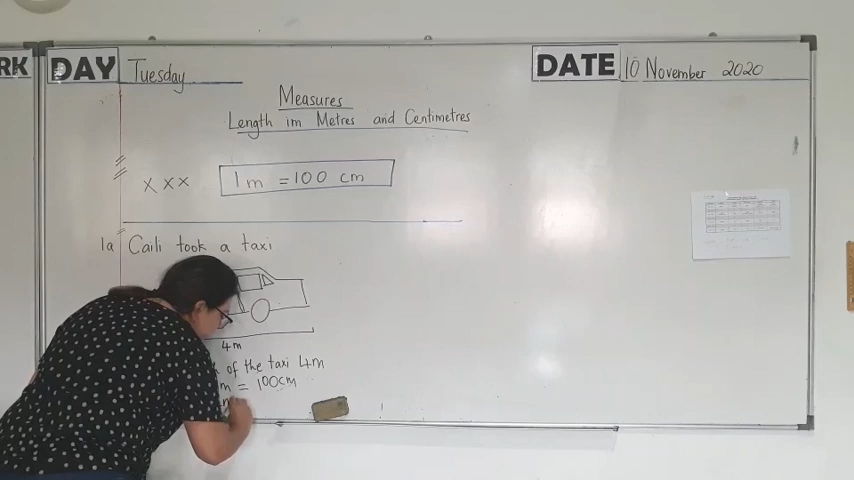 RK DAY Tuesday DATE 10 November 2020
Measures
Length in Metres and Centimetres
x x x 1m = 100 cm
1a Caili took a taxi
4m
of the taxi 4m
m = 100cm